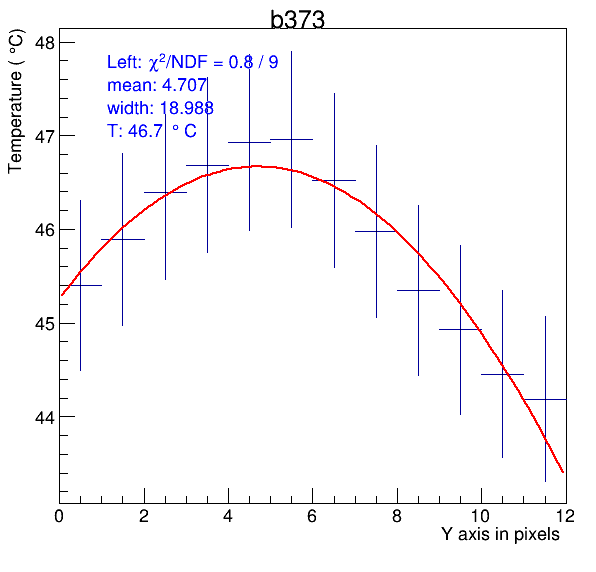 b373
Temperature ( °C)
Left: χ²/NDF = 0.8 / 9
mean: 4.707
width: 18.988
T: 46.7 ° C
48
47
46
45
44
0 2 4 6 8 10 12
Y axis in pixels